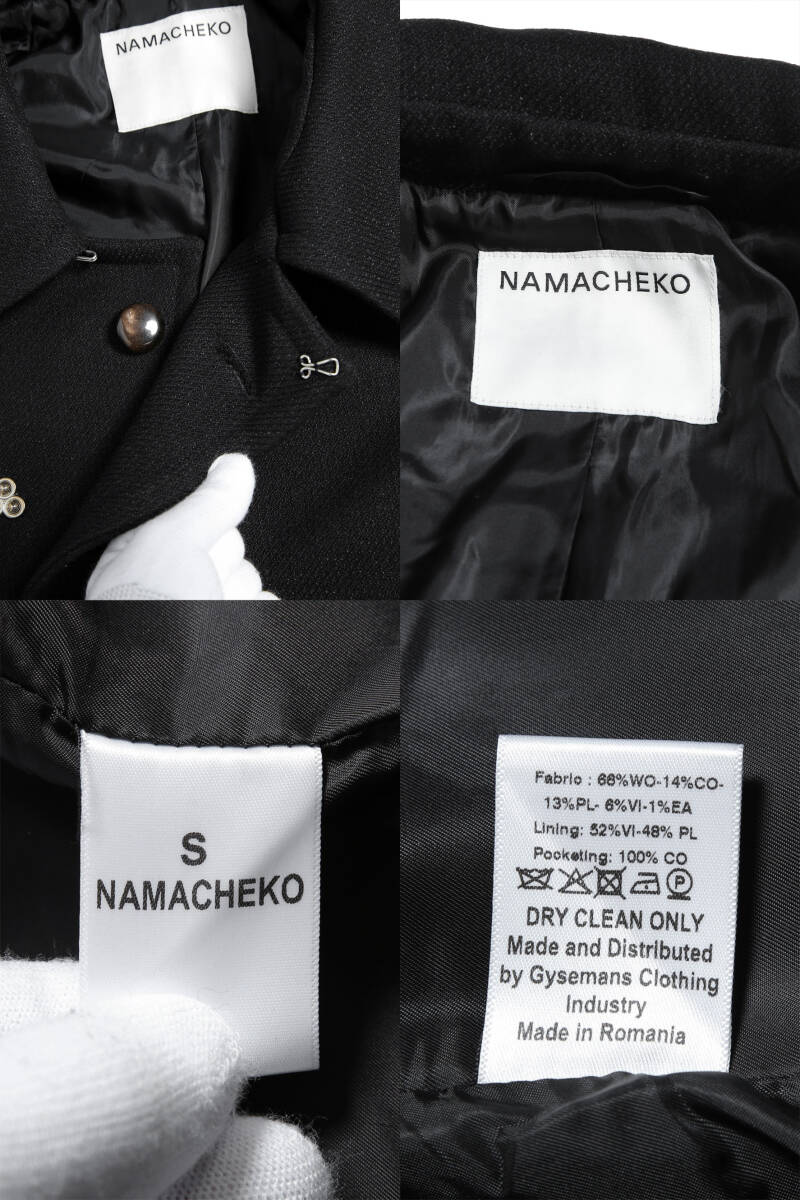 NAMACHEKO
NAMACHEKO
S
NAMACHEKO
Fabric : 66%WO-14%CO-
13%PL- 6%VI-1%EA
Lining: 52%VI-48% PL
Pocketing: 100% CO
DRY CLEAN ONLY
Made and Distributed
by Gysemans Clothing
Industry
Made in Romania